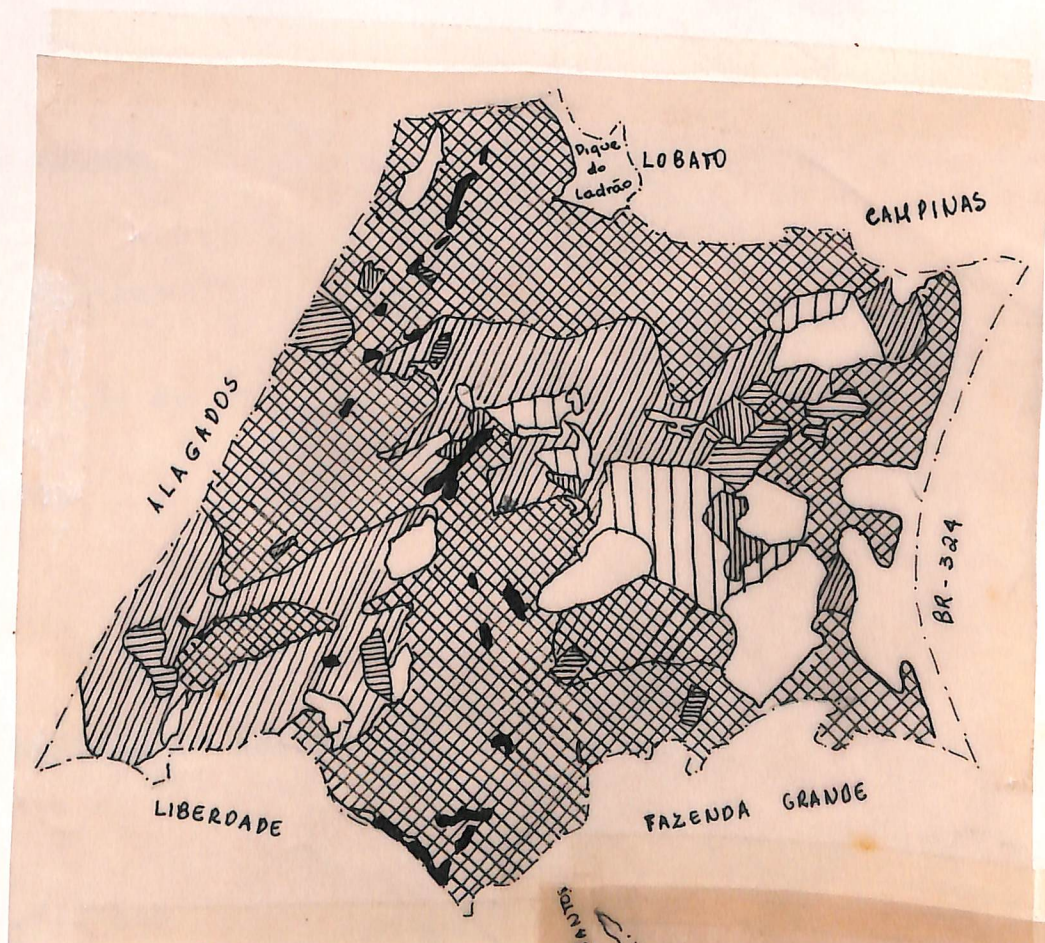 Dique
do
Ladrão
LOBATO
CAMPINAS
ALAGADOS
BR-324
LIBERDADE
FAZENDA GRANDE